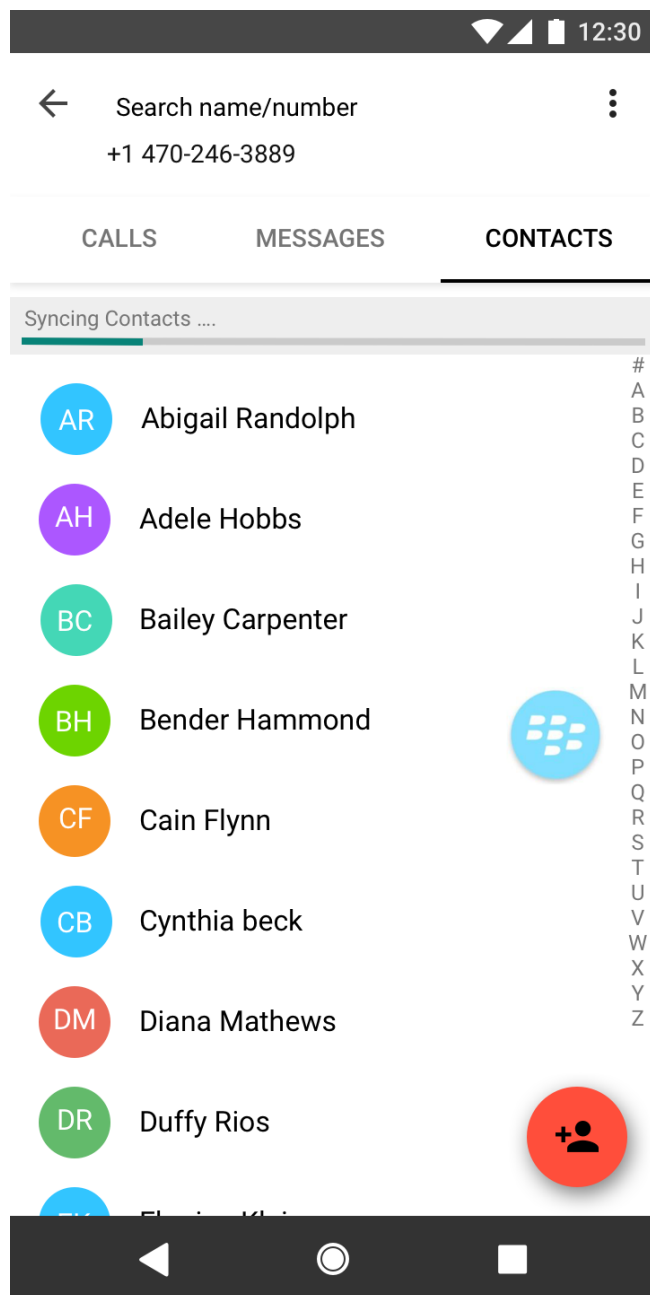 12:30
Search name/number
+1 470-246-3889
CALLS MESSAGES CONTACTS
Syncing Contacts ....
#
A
B
C
D
E
F
G
H
I
J
K
L
M
N
O
P
Q
R
S
T
U
V
W
X
Y
Z
AR Abigail Randolph
AH Adele Hobbs
BC Bailey Carpenter
BH Bender Hammond
CF Cain Flynn
CB Cynthia beck
DM Diana Mathews
DR Duffy Rios